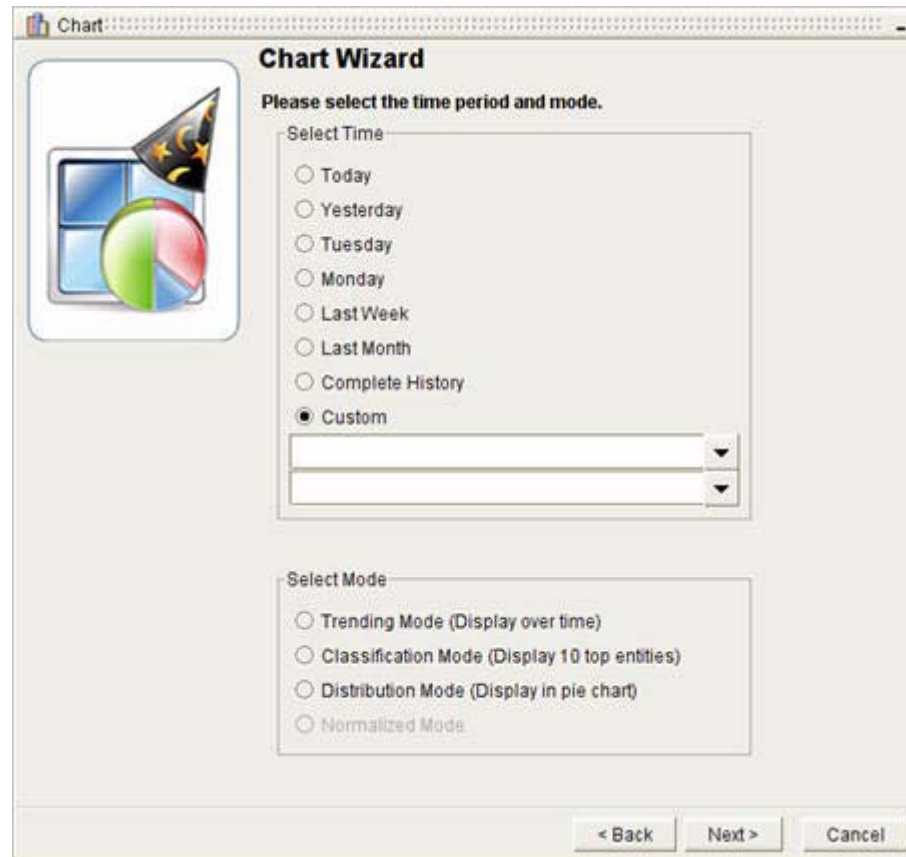 Chart
Chart Wizard
Please select the time period and mode.
Select Time
Today
Yesterday
Tuesday
Monday
Last Week
Last Month
Complete History
Custom
Select Mode
Trending Mode (Display over time)
Classification Mode (Display 10 top entities)
Distribution Mode (Display in pie chart)
Normalized Mode
< Back Next > Cancel